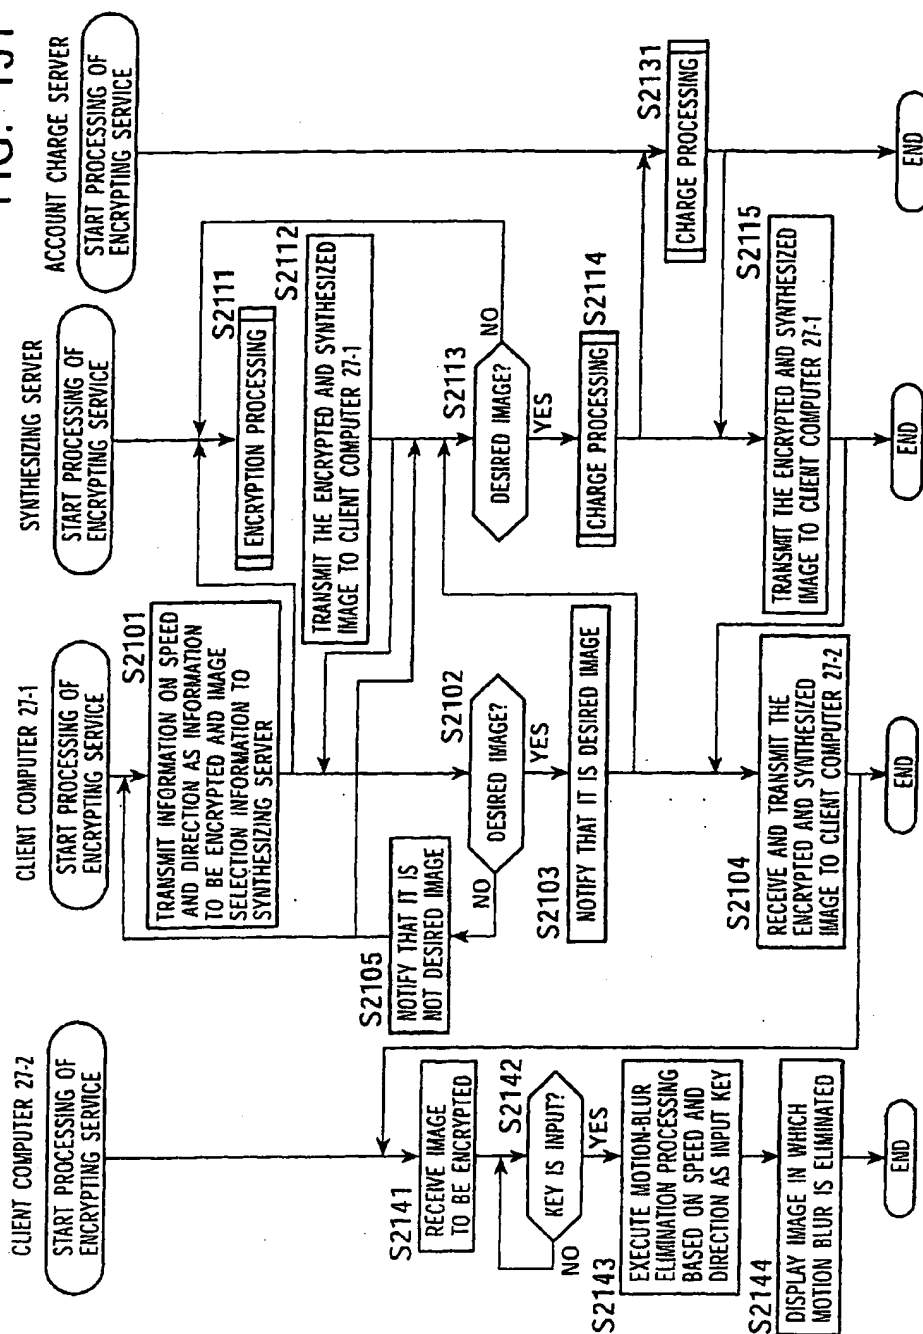 FIG. 131
CLIENT COMPUTER 27-2
START PROCESSING OF
ENCRYPTING SERVICE
S2141
RECEIVE IMAGE
TO BE ENCRYPTED
S2142
KEY IS INPUT?
NO
YES
S2143
EXECUTE MOTION-BLUR
ELIMINATION PROCESSING
BASED ON SPEED AND
DIRECTION AS INPUT KEY
S2144
DISPLAY IMAGE IN WHICH
MOTION BLUR IS ELIMINATED
END
CLIENT COMPUTER 27-1
START PROCESSING OF
ENCRYPTING SERVICE
S2101
TRANSMIT INFORMATION ON SPEED
AND DIRECTION AS INFORMATION
TO BE ENCRYPTED AND IMAGE
SELECTION INFORMATION TO
SYNTHESIZING SERVER
S2105
NOTIFY THAT IT IS
NOT DESIRED IMAGE
S2102
DESIRED IMAGE?
NO
YES
S2103
NOTIFY THAT IT IS DESIRED IMAGE
S2104
RECEIVE AND TRANSMIT THE
ENCRYPTED AND SYNTHESIZED
IMAGE TO CLIENT COMPUTER 27-2
END
SYNTHESIZING SERVER
START PROCESSING OF
ENCRYPTING SERVICE
S2111
ENCRYPTION PROCESSING
S2112
TRANSMIT THE ENCRYPTED AND SYNTHESIZED
IMAGE TO CLIENT COMPUTER 27-1
S2113
DESIRED IMAGE?
NO
YES
S2114
CHARGE PROCESSING
S2115
TRANSMIT THE ENCRYPTED AND SYNTHESIZED
IMAGE TO CLIENT COMPUTER 27-1
END
ACCOUNT CHARGE SERVER
START PROCESSING OF
ENCRYPTING SERVICE
S2131
CHARGE PROCESSING
END